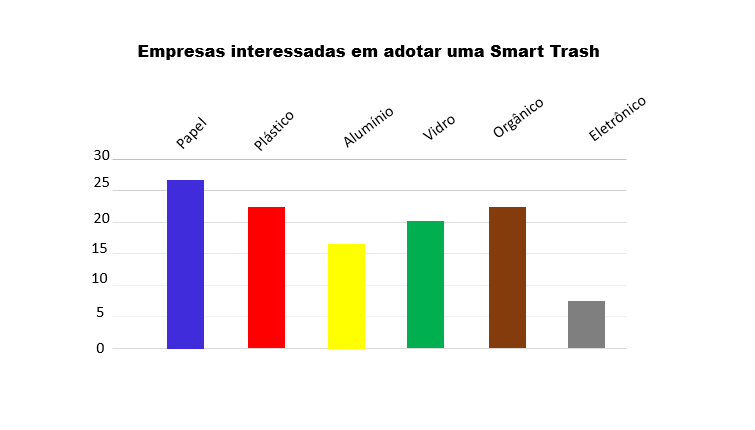 Empresas interessadas em adotar uma Smart Trash
Papel
Plástico
Alumínio
Vidro
Orgânico
Eletrônico
30
25
20
15
10
5
0